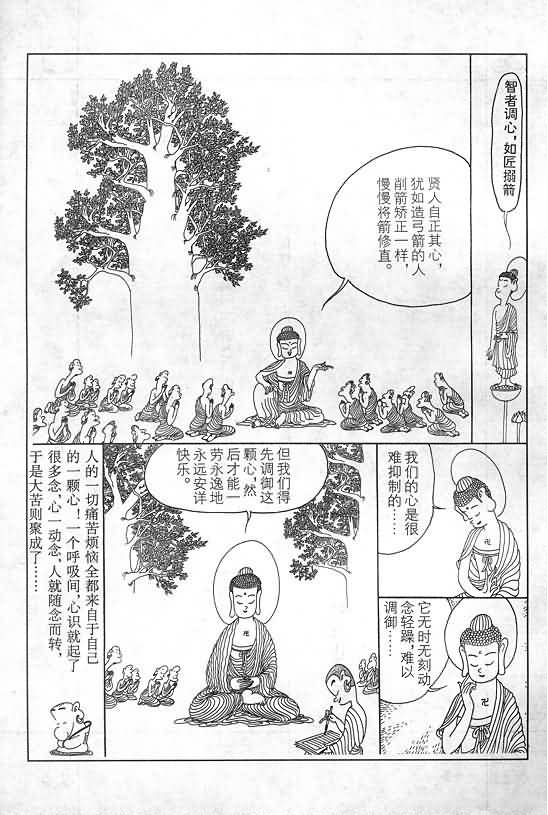 智者调心，如匠搦箭
贤人自正其心，
犹如造弓箭的人
削箭矫正一样，
慢慢将箭修直。
我们的心是很
难抑制的……
它无时无刻动
念轻躁，难以
调御……
但我们得
先调御这
颗心，然
后才能一
劳永逸地
永远安详
快乐。
人的一切痛苦烦恼全都来自于自己
的一颗心！一个呼吸间，心识就起了
很多念，心一动念，人就随念而转，
于是大苦则聚成了……